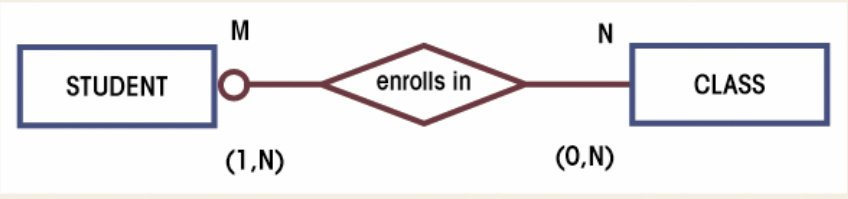 M
N
STUDENT
enrolls in
CLASS
(1,N)
(0,N)